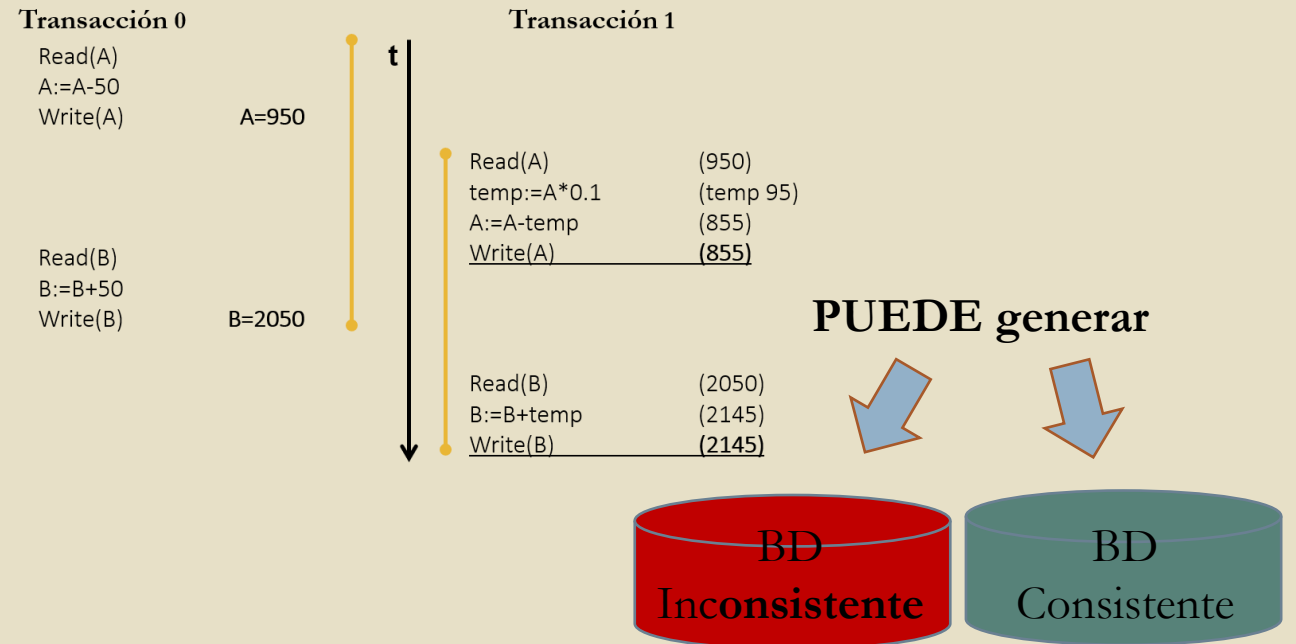 Transacción 0
Read(A)
A:=A-50
Write(A) A=950
Read(B)
B:=B+50
Write(B) B=2050
t
Transacción 1
Read(A) (950)
temp:=A*0.1 (temp 95)
A:=A-temp (855)
Write(A) (855)
Read(B) (2050)
B:=B+temp (2145)
Write(B) (2145)
PUEDE generar
BD
Inconsistente
BD
Consistente